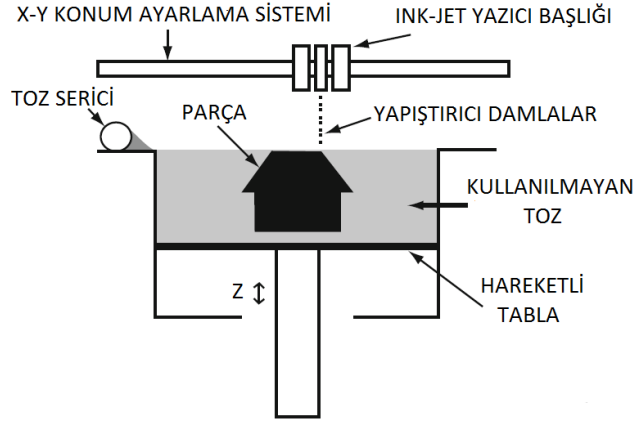 X-Y KONUM AYARLAMA SİSTEMİ
INK-JET YAZICI BAŞLIĞI
TOZ SERİCİ
PARÇA
YAPIŞTIRICI DAMLALAR
KULLANILMAYAN
TOZ
Z
HAREKETLİ
TABLA